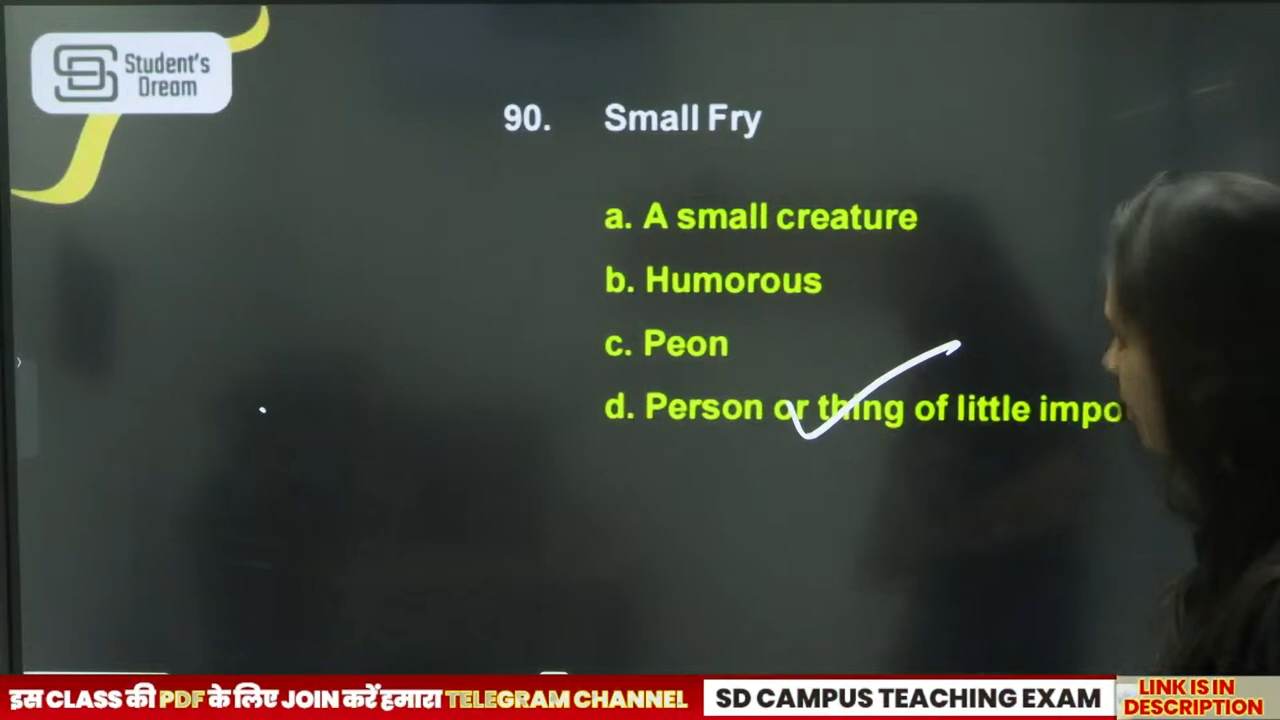 Student's
Dream
90. Small Fry
a. A small creature
b. Humorous
c. Peon
d. Person or thing of little impo
इस CLASS की PDF के लिए JOIN करें हमारा TELEGRAM CHANNEL
SD CAMPUS TEACHING EXAM
LINK IS IN
DESCRIPTION